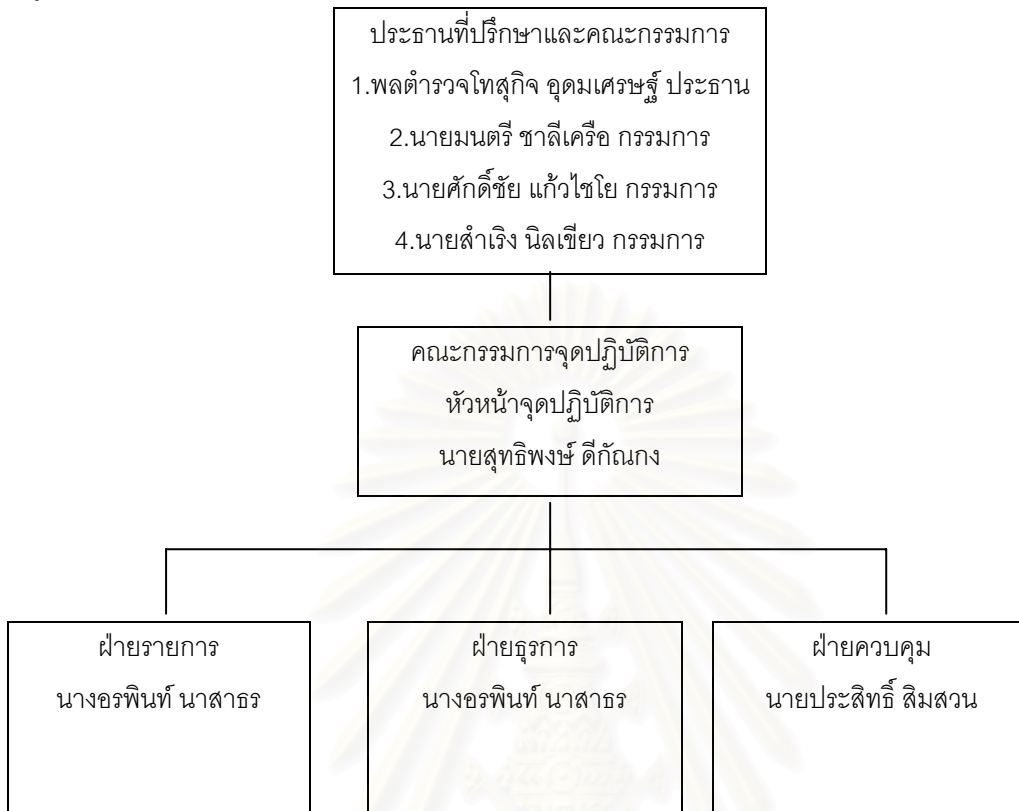 ประธานที่ปรึกษาและคณะกรรมการ
1.พลตำรวจโทสุกิจ อุดมเศรษฐ์ ประธาน
2.นายมนตรี ชาลีเครือ กรรมการ
3.นายศักดิ์ชัย แก้วไชโย กรรมการ
4.นายสำเริง นิลเขียว กรรมการ
คณะกรรมการจุดปฏิบัติการ
หัวหน้าจุดปฏิบัติการ
นายสุทธิพงษ์ ดีกัณกง
ฝ่ายรายการ
นางอรพินท์ นาสาธร
ฝ่ายธุรการ
นางอรพินท์ นาสาธร
ฝ่ายควบคุม
นายประสิทธิ์ สิมสวน